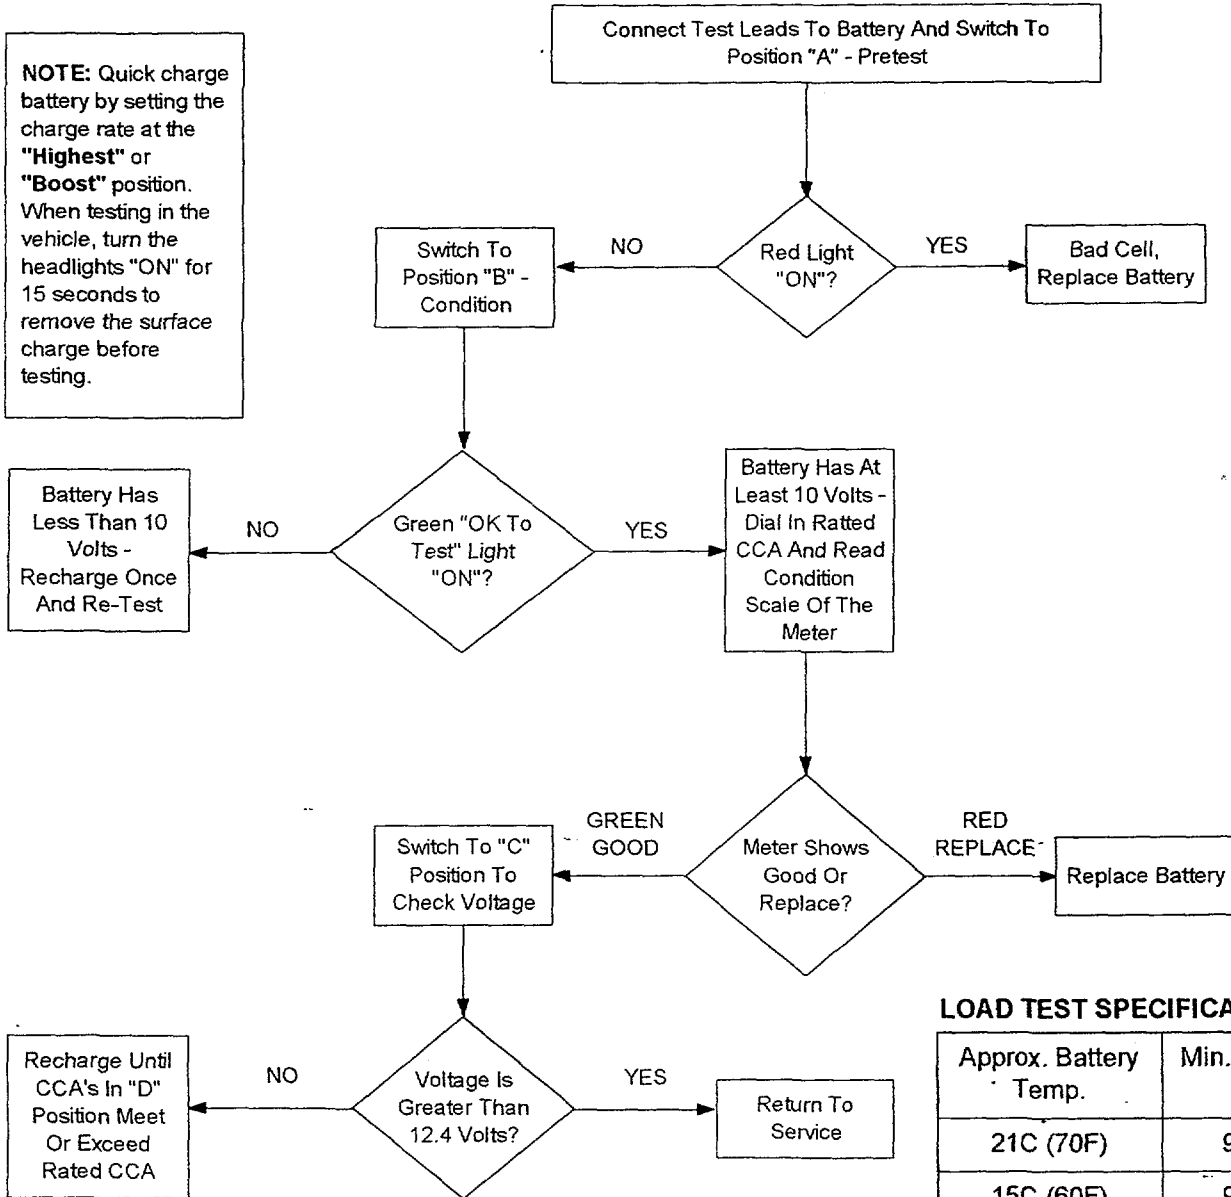 Connect Test Leads To Battery And Switch To
Position "A" - Pretest
NOTE: Quick charge
battery by setting the
charge rate at the
"Highest" or
"Boost" position.
When testing in the
vehicle, turn the
headlights "ON" for
15 seconds to
remove the surface
charge before
testing.
Switch To
Position "B" -
Condition
NO
Red Light
"ON"?
YES
Bad Cell,
Replace Battery
Battery Has
Less Than 10
Volts -
Recharge Once
And Re-Test
NO
Green "OK To
Test" Light
"ON"?
YES
Battery Has At
Least 10 Volts -
Dial In Ratted
CCA And Read
Condition
Scale Of The
Meter
Switch To "C"
Position To
Check Voltage
GREEN
GOOD
Meter Shows
Good Or
Replace?
RED
REPLACE
Replace Battery
Recharge Until
CCA's In "D"
Position Meet
Or Exceed
Rated CCA
NO
Voltage Is
Greater Than
12.4 Volts?
YES
Return To
Service
LOAD TEST
Approx. Battery
Temp.
Min.
21C (70F)
15C (60F)